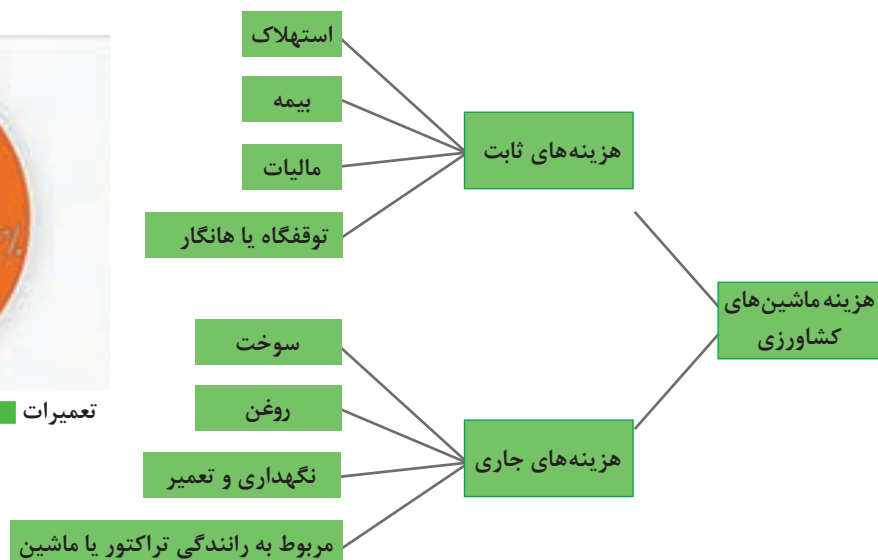 هزینه ماشین‌های
کشاورزی
هزینه‌های ثابت
استهلاک
بیمه
مالیات
توقفگاه یا هانگار
هزینه‌های جاری
سوخت
روغن
نگهداری و تعمیر
مربوط به رانندگی تراکتور یا ماشین
تعمیرات